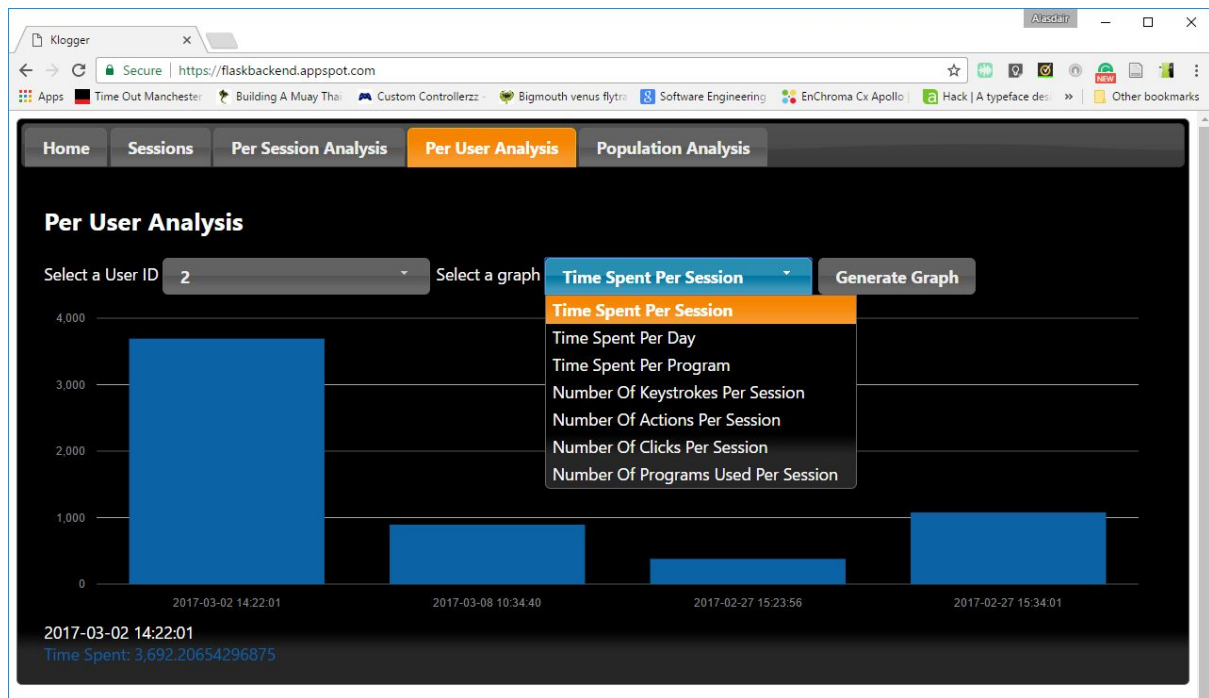 Alasdair
Klogger
Secure | https://flaskbackend.appspot.com
NEW
Apps Time Out Manchester Building A Muay Thai Custom Controllerzz - Bigmouth venus flytra Software Engineering EnChroma Cx Apollo | Hack | A typeface des » Other bookmarks
Home Sessions Per Session Analysis Per User Analysis Population Analysis
Per User Analysis
Select a User ID 2 Select a graph Time Spent Per Session Generate Graph
Time Spent Per Session
Time Spent Per Day
Time Spent Per Program
Number Of Keystrokes Per Session
Number Of Actions Per Session
Number Of Clicks Per Session
Number Of Programs Used Per Session
4,000
3,000
2,000
1,000
0
2017-03-02 14:22:01 2017-03-08 10:34:40 2017-02-27 15:23:56 2017-02-27 15:34:01
2017-03-02 14:22:01
Time Spent: 3,692.20654296875